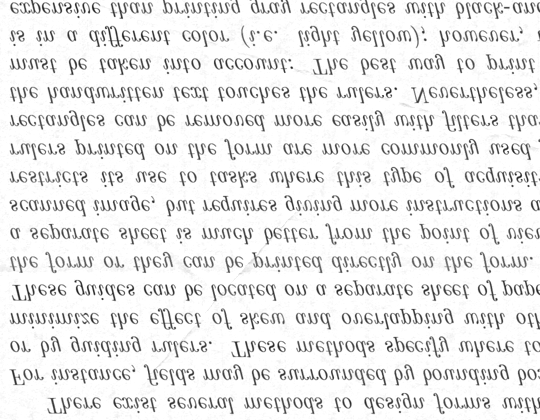 There exist several methods to design forms with
For instance, fields may be surrounded by bounding box
or by guiding rulers. These methods specify where to
minimize the effect of skew and overlapping with oth
These guides can be located on a separate sheet of pape
the form or they can be printed directly on the form.
a separate sheet is much better from the point of view
scanned image, but requires giving more instructions a
restricts its use to tasks where this type of acquisit
rulers printed on the form are more commonly used
rectangles can be removed more easily with filters tha
the handwritten text touches the rulers. Nevertheless,
must be taken into account: The best way to print
is in a different color (i.e. light yellow); however,
expensive than printing gray rectangles with black-and